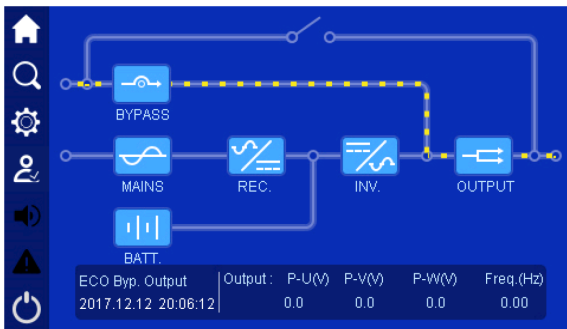 BYPASS
MAINS REC. INV. OUTPUT
BATT.
ECO Byp. Output Output : P-U(V) P-V(V) P-W(V) Freq.(Hz)
2017.12.12 20:06:12 0.0 0.0 0.0 0.00